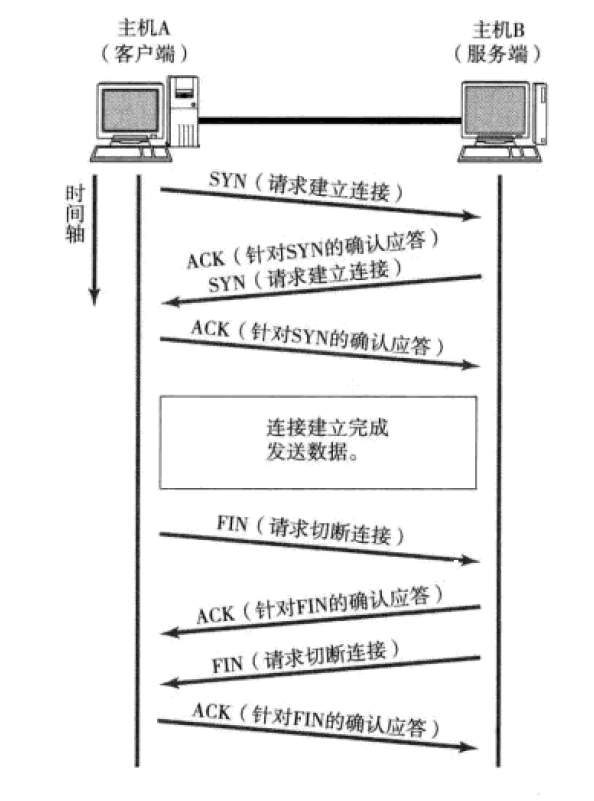 主机A
（客户端）
主机B
（服务端）
时间轴
SYN（请求建立连接）
ACK（针对SYN的确认应答）
SYN（请求建立连接）
ACK（针对SYN的确认应答）
连接建立完成
发送数据。
FIN（请求切断连接）
ACK（针对FIN的确认应答）
FIN（请求切断连接）
ACK（针对FIN的确认应答）